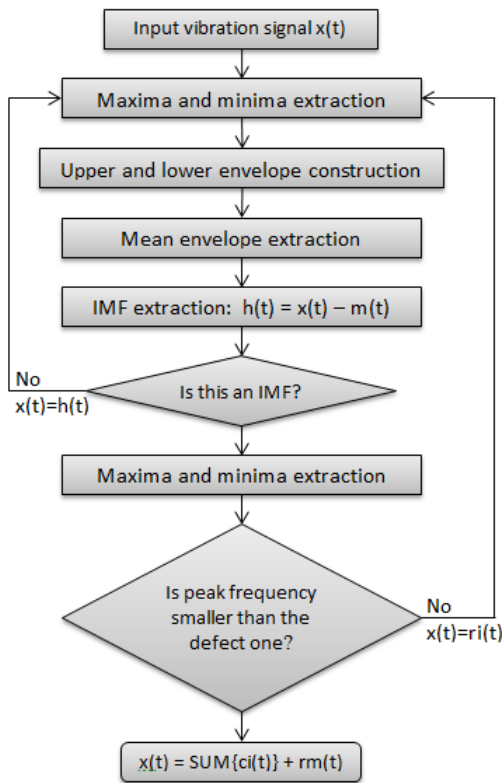 Input vibration signal x(t)
Maxima and minima extraction
Upper and lower envelope construction
Mean envelope extraction
IMF extraction:  h(t) = x(t) – m(t)
Is this an IMF?
No
x(t)=h(t)
Maxima and minima extraction
Is peak frequency
smaller than the
defect one?
No
x(t)=ri(t)
x(t) = SUM{ci(t)} + rm(t)